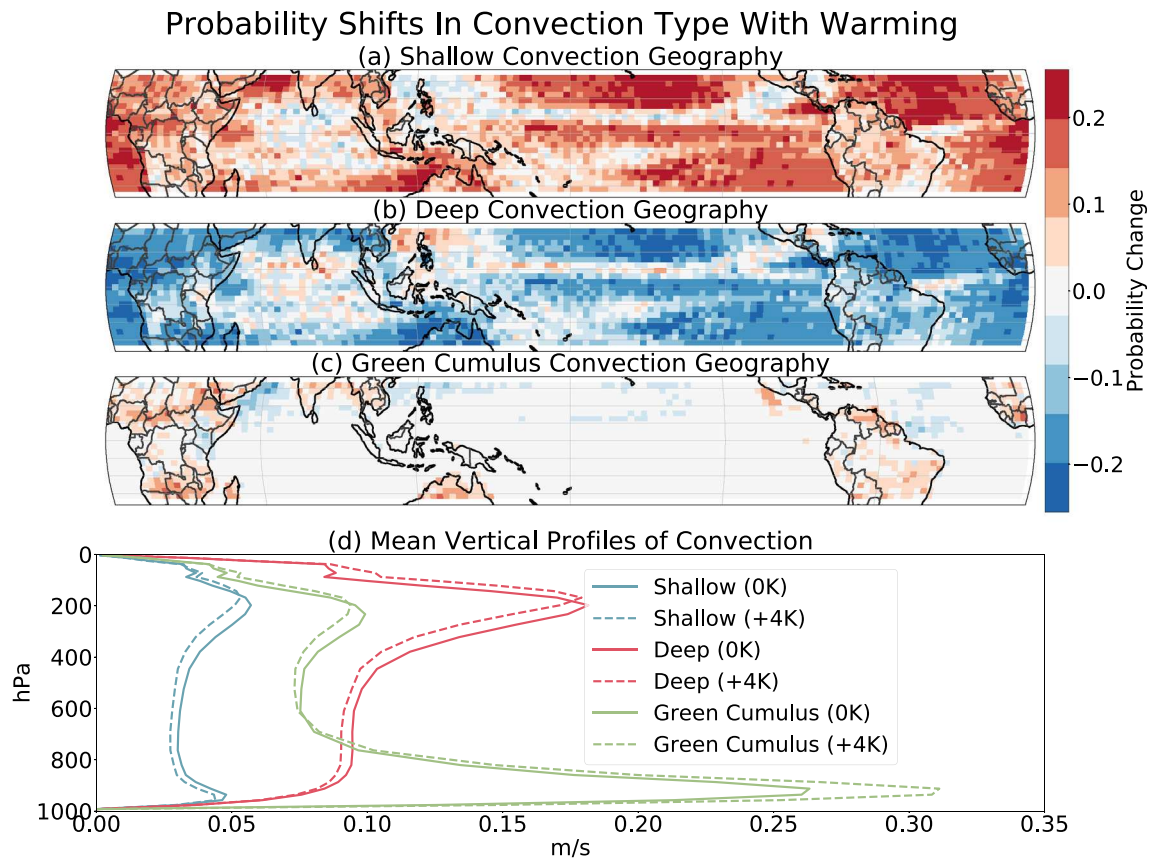 Probability Shifts In Convection Type With Warming
(a) Shallow Convection Geography
(b) Deep Convection Geography
(c) Green Cumulus Convection Geography
0.2
0.1
0.0
−0.1
−0.2
Probability Change
(d) Mean Vertical Profiles of Convection
0
200
400
600
800
1000
hPa
Shallow (0K)
Shallow (+4K)
Deep (0K)
Deep (+4K)
Green Cumulus (0K)
Green Cumulus (+4K)
0.00 0.05 0.10 0.15 0.20 0.25 0.30 0.35
m/s